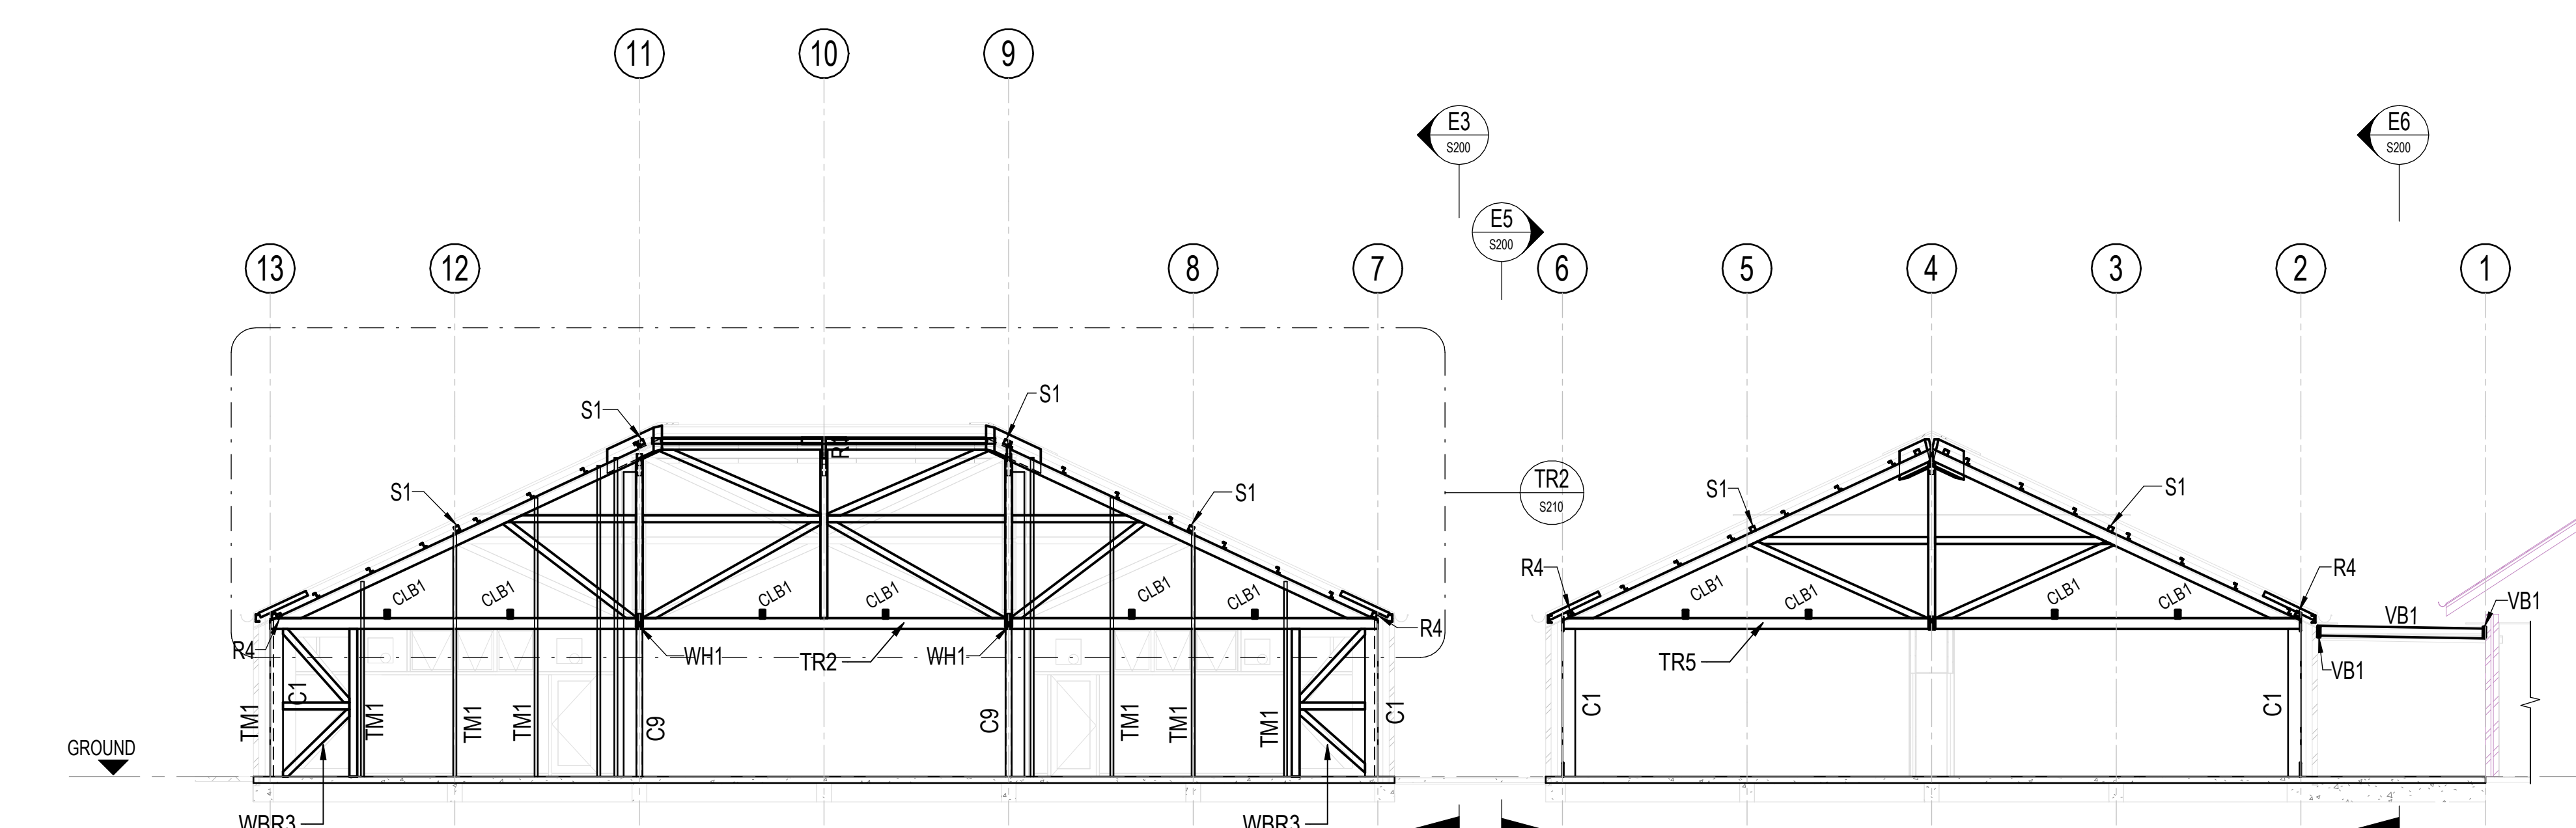 11
10
9
E3
S200
E6
S200
E5
S200
13
12
8
7
6
5
4
3
2
1
S1
S1
R1
S1
S1
TR2
S210
S1
S1
R4
R4
CLB1
CLB1
CLB1
CLB1
CLB1
CLB1
CLB1
CLB1
CLB1
CLB1
VB1
VB1
R4
R4
WH1
TR2
WH1
TR5
VB1
TM1
C1
TM1
TM1
TM1
C9
C9
TM1
TM1
TM1
C1
C1
C1
GROUND
WBR3
WBR3